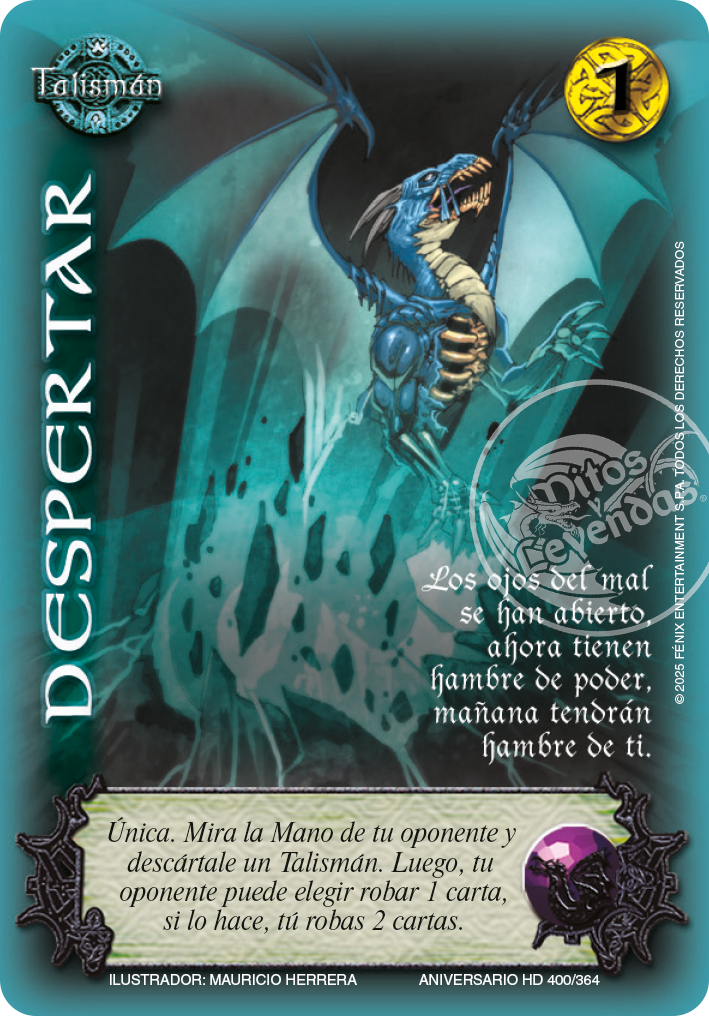 Talismán
1
DESPERTAR
Los ojos del mal
se han abierto,
ahora tienen
hambre de poder,
mañana tendrán
hambre de ti.
Mitos
y
Leyendas®
©2025 FÉNIX ENTERTAINMENT S.P.A. TODOS LOS DERECHOS RESERVADOS
Única. Mira la Mano de tu oponente y
descártale un Talismán. Luego, tu
oponente puede elegir robar 1 carta,
si lo hace, tú robas 2 cartas.
ILUSTRADOR: MAURICIO HERRERA
ANIVERSARIO HD 400/364